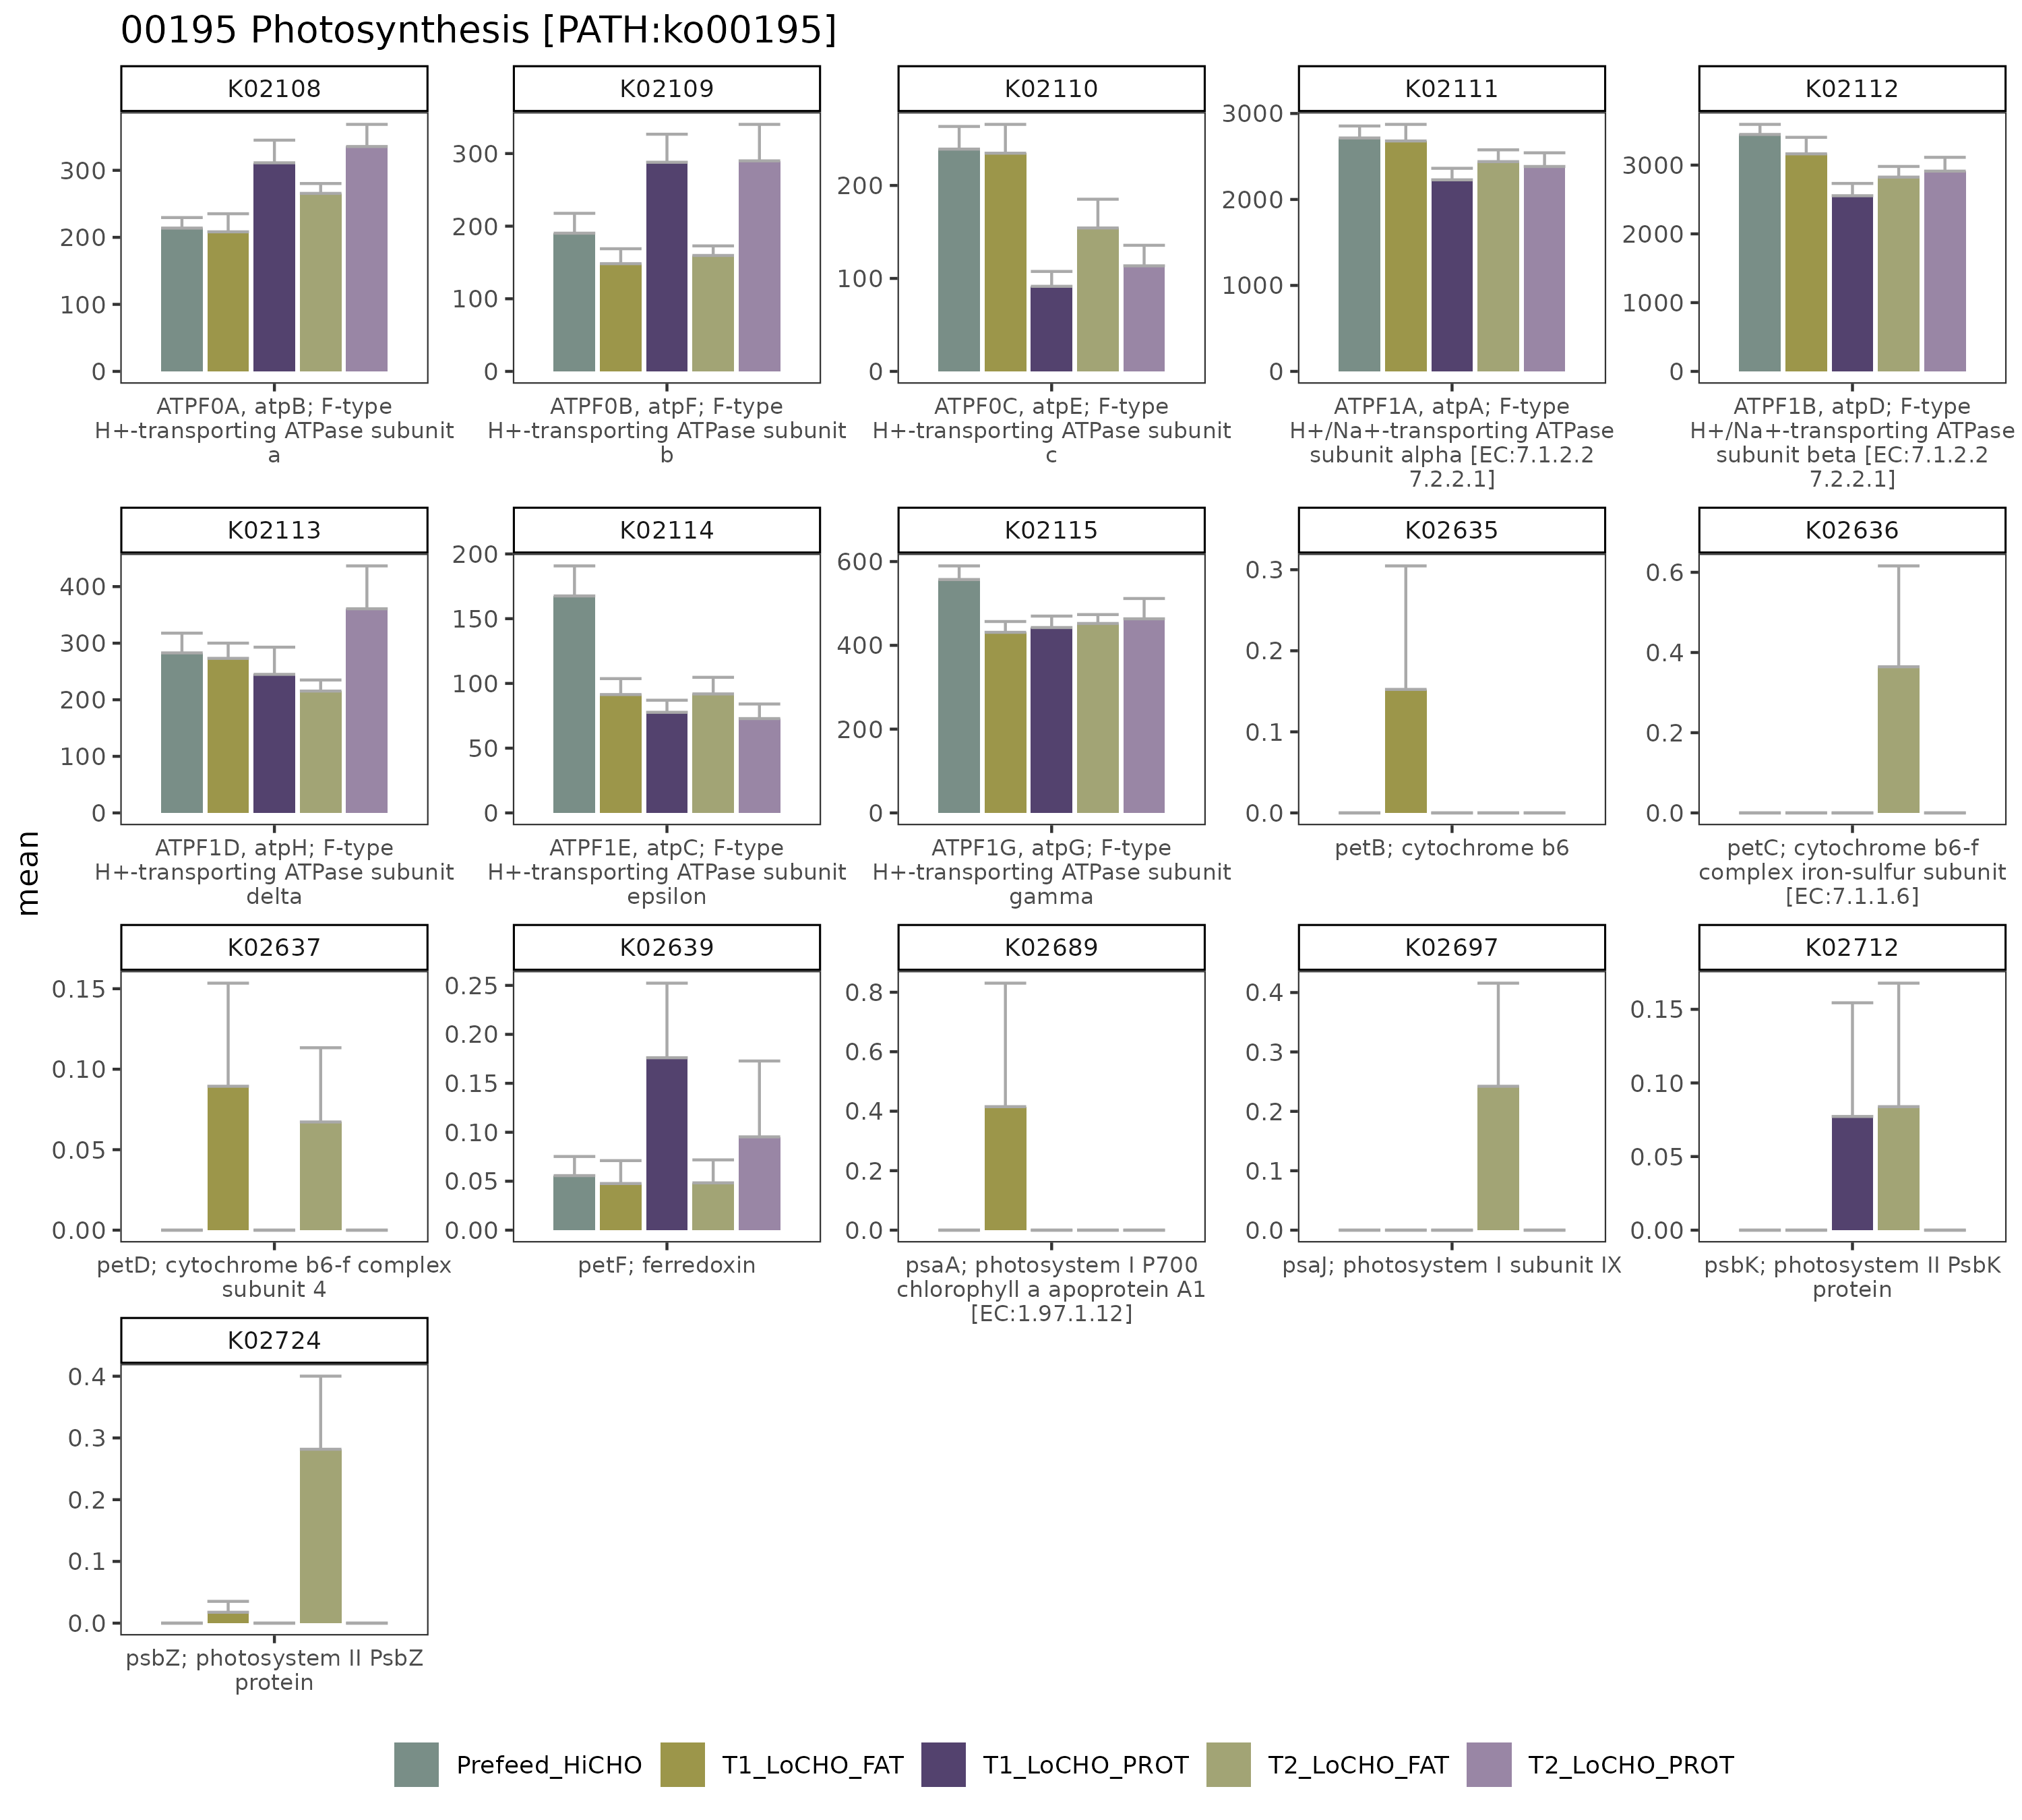 00195 Photosynthesis [PATH:ko00195]
mean
K02108
300
200
100
0
ATPF0A, atpB; F-type
H+-transporting ATPase subunit
a
K02109
300
200
100
0
ATPF0B, atpF; F-type
H+-transporting ATPase subunit
b
K02110
200
100
0
ATPF0C, atpE; F-type
H+-transporting ATPase subunit
c
K02111
3000
2000
1000
0
ATPF1A, atpA; F-type
H+/Na+-transporting ATPase
subunit alpha [EC:7.1.2.2
7.2.2.1]
K02112
3000
2000
1000
0
ATPF1B, atpD; F-type
H+/Na+-transporting ATPase
subunit beta [EC:7.1.2.2
7.2.2.1]
K02113
400
300
200
100
0
ATPF1D, atpH; F-type
H+-transporting ATPase subunit
delta
K02114
200
150
100
50
0
ATPF1E, atpC; F-type
H+-transporting ATPase subunit
epsilon
K02115
600
400
200
0
ATPF1G, atpG; F-type
H+-transporting ATPase subunit
gamma
K02635
0.3
0.2
0.1
0.0
petB; cytochrome b6
K02636
0.6
0.4
0.2
0.0
petC; cytochrome b6-f
complex iron-sulfur subunit
[EC:7.1.1.6]
K02637
0.15
0.10
0.05
0.00
petD; cytochrome b6-f complex
subunit 4
K02639
0.25
0.20
0.15
0.10
0.05
0.00
petF; ferredoxin
K02689
0.8
0.6
0.4
0.2
0.0
psaA; photosystem I P700
chlorophyll a apoprotein A1
[EC:1.97.1.12]
K02697
0.4
0.3
0.2
0.1
0.0
psaJ; photosystem I subunit IX
K02712
0.15
0.10
0.05
0.00
psbK; photosystem II PsbK
protein
K02724
0.4
0.3
0.2
0.1
0.0
psbZ; photosystem II PsbZ
protein
Prefeed_HiCHO
T1_LoCHO_FAT
T1_LoCHO_PROT
T2_LoCHO_FAT
T2_LoCHO_PROT